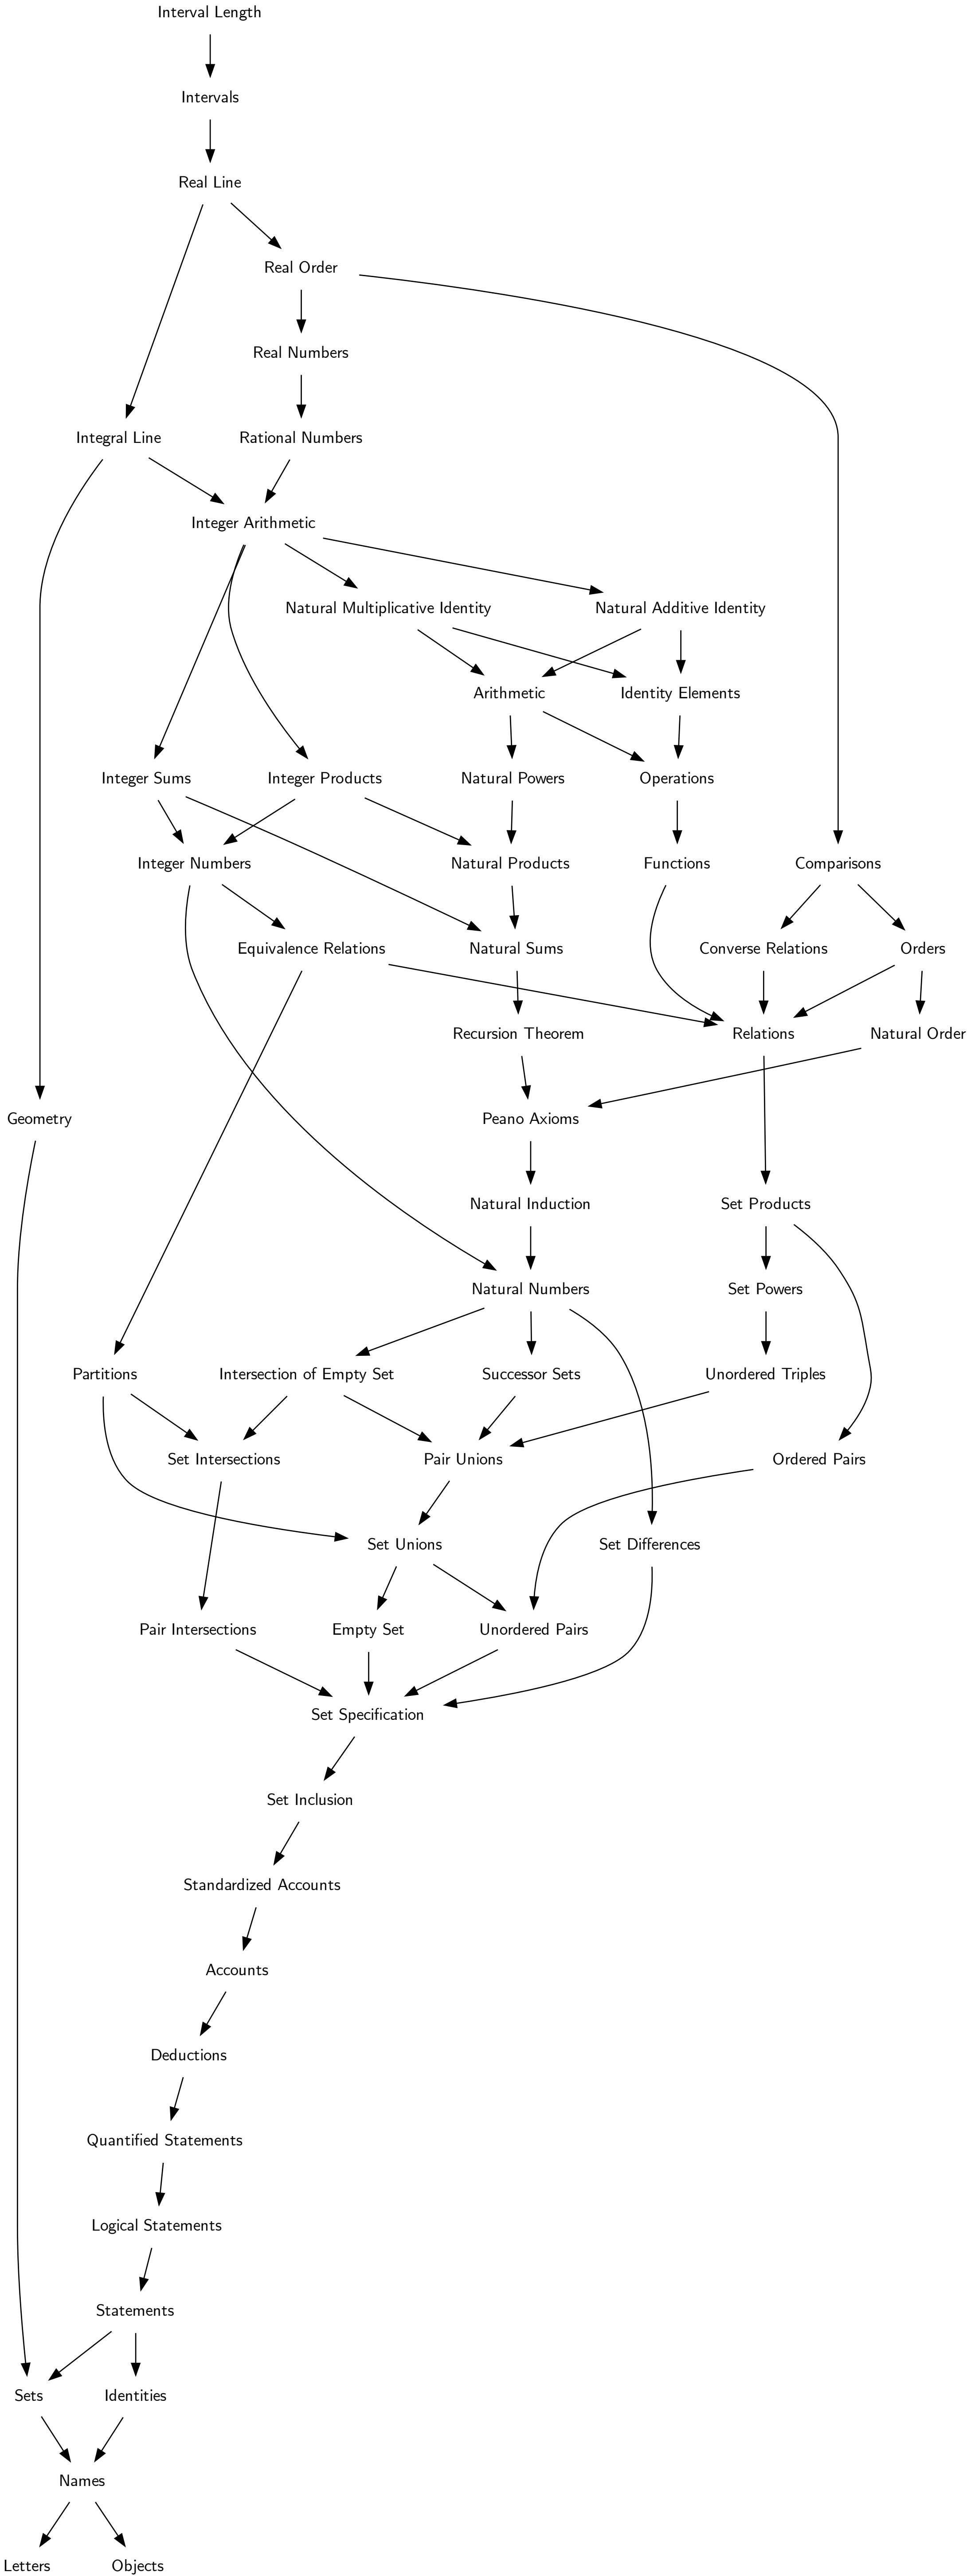 Interval Length
Intervals
Real Line
Real Order
Real Numbers
Integral Line
Rational Numbers
Integer Arithmetic
Natural Multiplicative Identity
Natural Additive Identity
Arithmetic
Identity Elements
Integer Sums
Integer Products
Natural Powers
Operations
Integer Numbers
Natural Products
Functions
Comparisons
Equivalence Relations
Natural Sums
Converse Relations
Orders
Recursion Theorem
Relations
Natural Order
Geometry
Peano Axioms
Natural Induction
Set Products
Natural Numbers
Set Powers
Partitions
Intersection of Empty Set
Successor Sets
Unordered Triples
Set Intersections
Pair Unions
Ordered Pairs
Set Unions
Set Differences
Pair Intersections
Empty Set
Unordered Pairs
Set Specification
Set Inclusion
Standardized Accounts
Accounts
Deductions
Quantified Statements
Logical Statements
Statements
Sets
Identities
Names
Letters
Objects